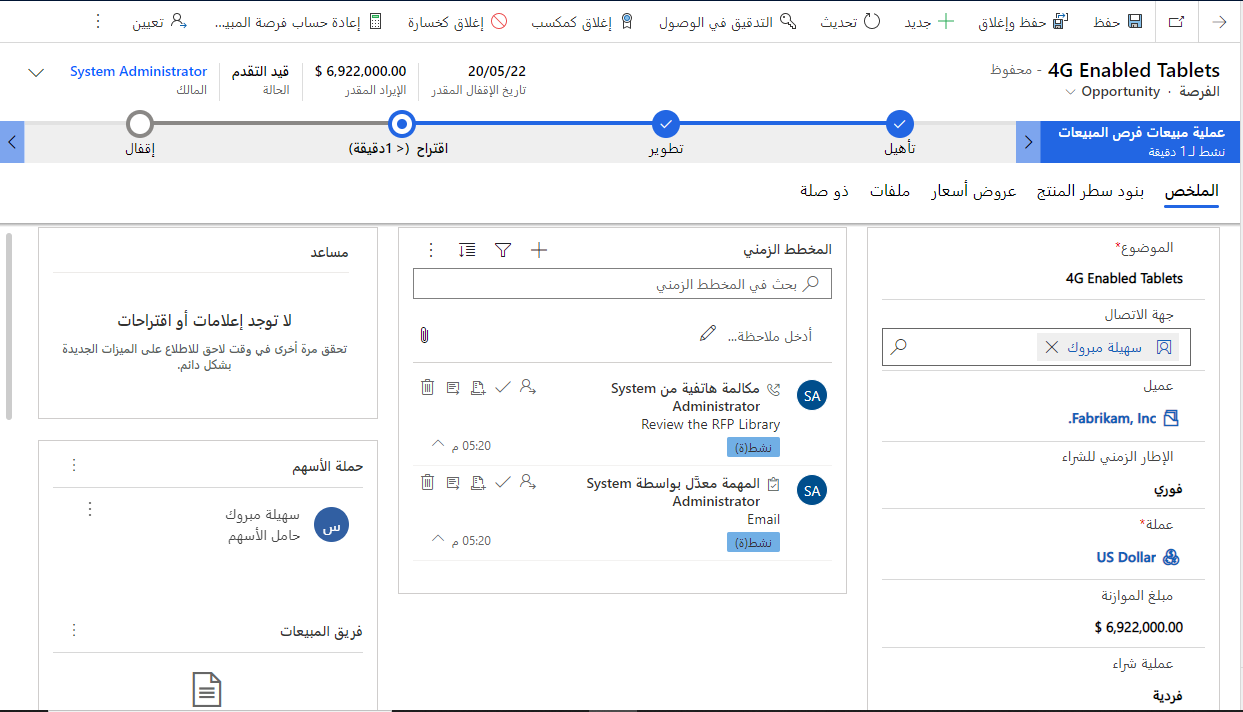 حفظ
حفظ وإغلاق
جديد
تحديث
التدقيق في الوصول
إغلاق كمكسب
إغلاق كخسارة
إعادة حساب فرصة المبيـ...
تعيين
4G Enabled Tablets - محفوظ
الفرصة · Opportunity
20/05/22
تاريخ الإقفال المقدر
$ 6,922,000.00
الإيراد المقدر
قيد التقدم
الحالة
System Administrator
المالك
عملية مبيعات فرص المبيعات
نشط لـ 1 دقيقة
تأهيل
تطوير
اقتراح (< 1دقيقة)
إقفال
الملخص
بنود سطر المنتج
عروض أسعار
ملفات
ذو صلة
الموضوع*
4G Enabled Tablets
جهة الاتصال
سهيلة مبروك
عميل
Fabrikam, Inc.
الإطار الزمني للشراء
فوري
عملة*
US Dollar
مبلغ الموازنة
$ 6,922,000.00
عملية شراء
فردية
المخطط الزمني
بحث في المخطط الزمني
أدخل ملاحظة...
SA
مكالمة هاتفية من System
Administrator
Review the RFP Library
نشط(ة)
05:20 م
SA
المهمة معدَّل بواسطة System
Administrator
Email
نشط(ة)
05:20 م
مساعد
لا توجد إعلامات أو اقتراحات
تحقق مرة أخرى في وقت لاحق للاطلاع على الميزات الجديدة
بشكل دائم.
حملة الأسهم
س
سهيلة مبروك
حامل الأسهم
فريق المبيعات